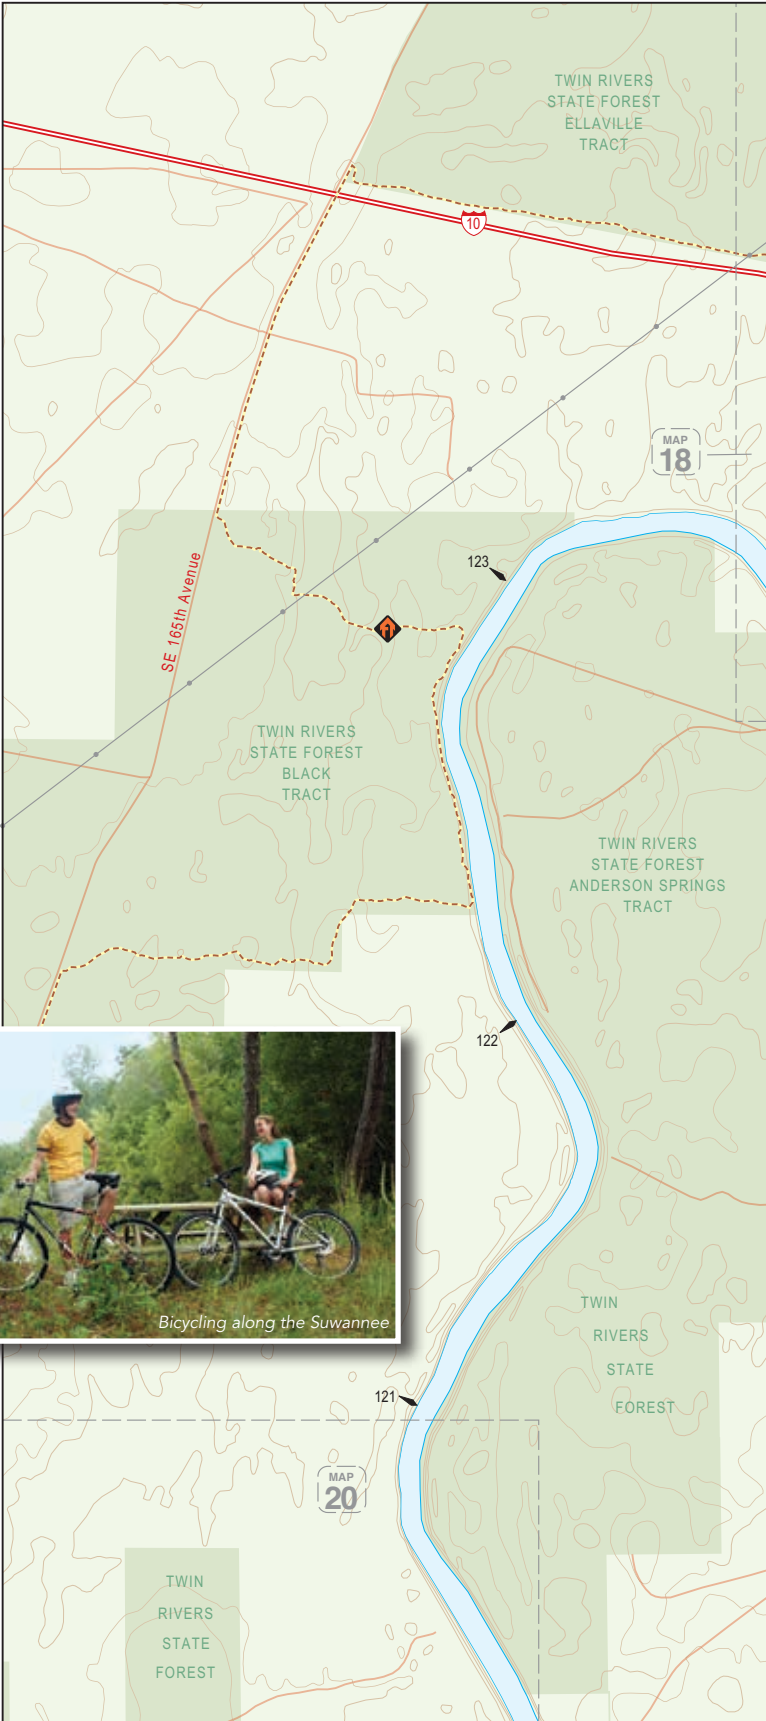 TWIN RIVERS
STATE FOREST
ELLAVILLE
TRACT
10
MAP
18
123
SE 165th Avenue
TWIN RIVERS
STATE FOREST
BLACK
TRACT
TWIN RIVERS
STATE FOREST
ANDERSON SPRINGS
TRACT
122
Bicycling along the Suwannee
TWIN
RIVERS
STATE
FOREST
121
MAP
20
TWIN
RIVERS
STATE
FOREST